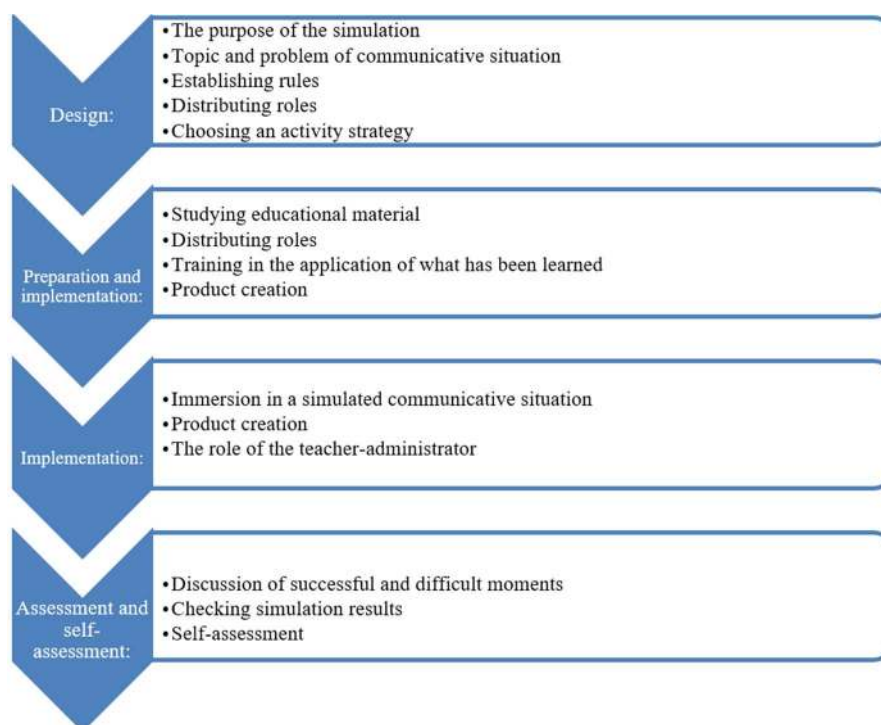 Design:
•The purpose of the simulation
•Topic and problem of communicative situation
•Establishing rules
•Distributing roles
•Choosing an activity strategy
Preparation and
implementation:
•Studying educational material
•Distributing roles
•Training in the application of what has been learned
•Product creation
Implementation:
•Immersion in a simulated communicative situation
•Product creation
•The role of the teacher-administrator
Assessment and
self-
assessment:
•Discussion of successful and difficult moments
•Checking simulation results
•Self-assessment